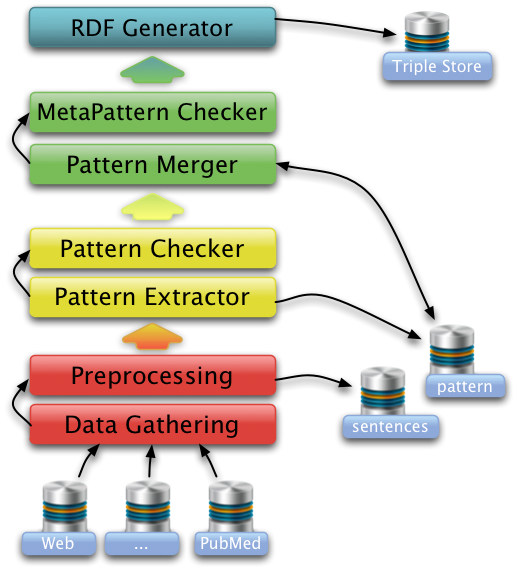 RDF Generator
Triple Store
MetaPattern Checker
Pattern Merger
Pattern Checker
Pattern Extractor
Preprocessing
pattern
Data Gathering
sentences
Web
...
PubMed